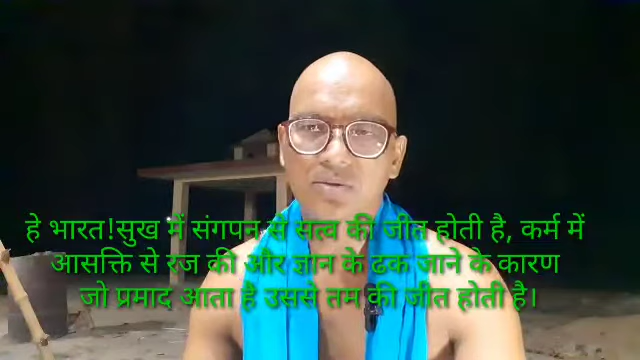 हे भारत!सुख में संगपन से सत्व की जीत होती है, कर्म में
आसक्ति से रज की और ज्ञान के ढक जाने के कारण
जो प्रमाद आता है उससे तम की जीत होती है।